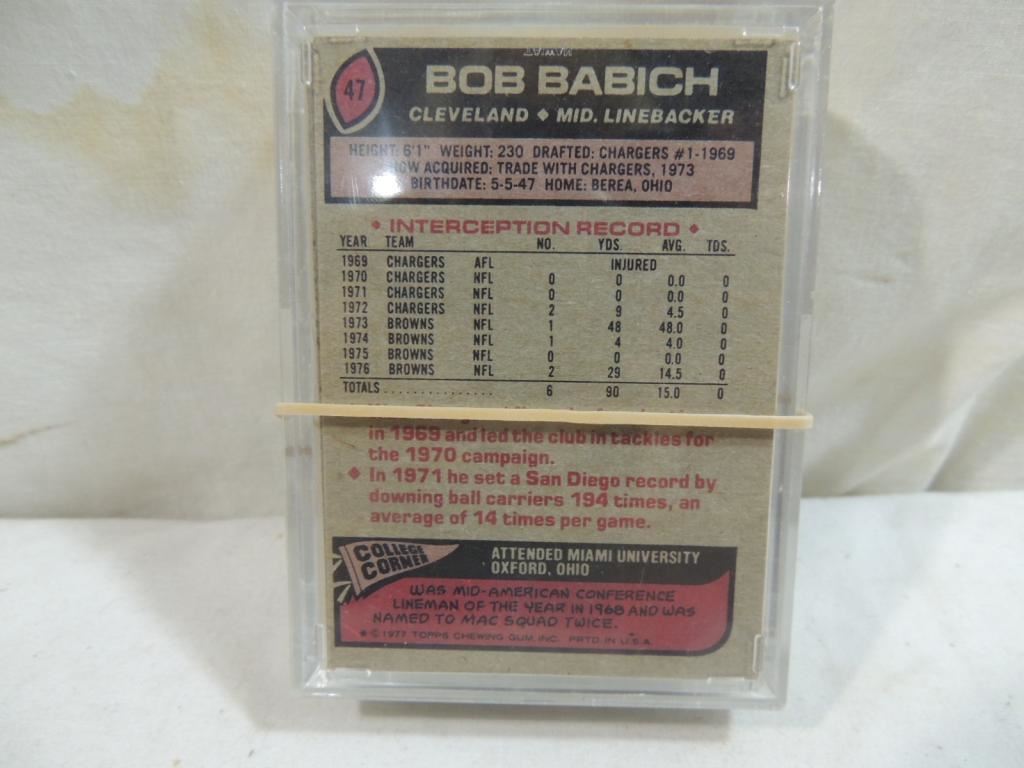 47
BOB BABICH
CLEVELAND ◆ MID. LINEBACKER
HEIGHT: 6'1" WEIGHT: 230 DRAFTED: CHARGERS #1-1969
ACQUIRED: TRADE WITH CHARGERS, 1973
BIRTHDATE: 5-5-47 HOME: BEREA, OHIO
◆ INTERCEPTION RECORD ◆
YEAR TEAM NO. YDS. AVG. TDS.
1969 CHARGERS AFL INJURED
1970 CHARGERS NFL 0 0 0.0 0
1971 CHARGERS NFL 0 0 0.0 0
1972 CHARGERS NFL 2 9 4.5 0
1973 BROWNS NFL 1 48 48.0 0
1974 BROWNS NFL 1 4 4.0 0
1975 BROWNS NFL 0 0 0.0 0
1976 BROWNS NFL 2 29 14.5 0
TOTALS............... 6 90 15.0 0
in 1969 and led the club in tackles for
the 1970 campaign.
◆ In 1971 he set a San Diego record by
downing ball carriers 194 times, an
average of 14 times per game.
COLLEGE
CORNER
ATTENDED MIAMI UNIVERSITY
OXFORD, OHIO
WAS MID-AMERICAN CONFERENCE
LINEMAN OF THE YEAR IN 1968 AND WAS
NAMED TO MAC SQUAD TWICE.
* © 1977 TOPPS CHEWING GUM, INC. PRTD. IN U.S.A.